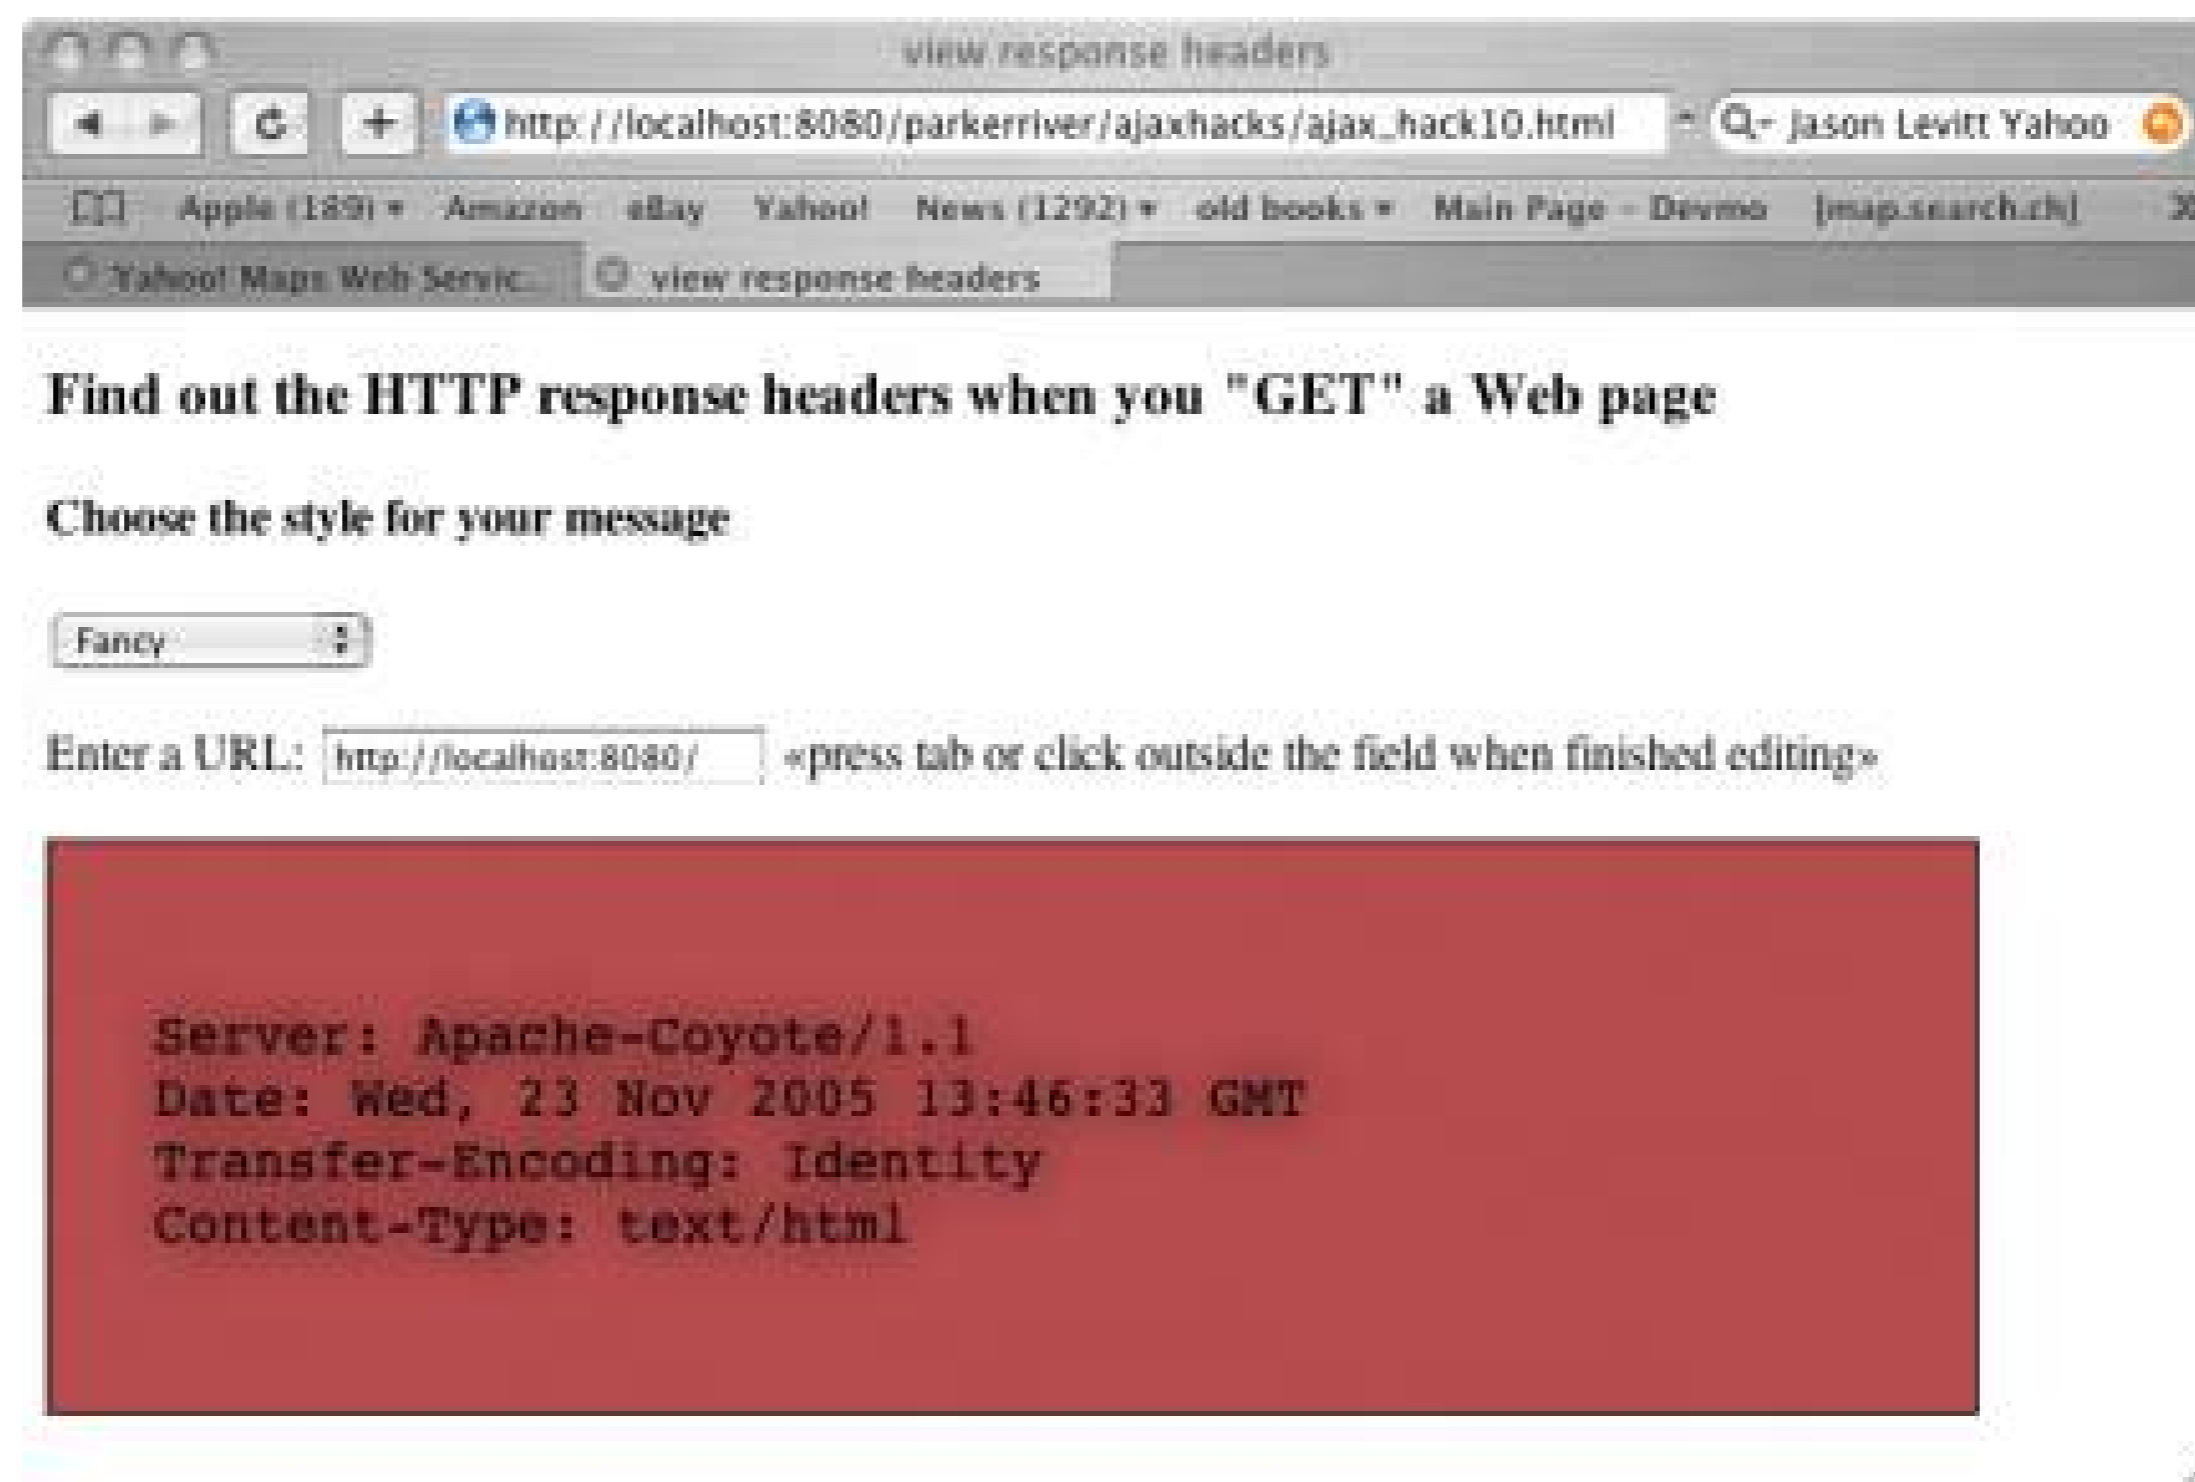 view response headers
http://localhost:8080/parkerriver/ajaxhacks/ajax_hack10.html Jason Levitt Yahoo
Apple (189) Amazon eBay Yahoo! News (1292) old books Main Page - Devmo [map.search.ch]
Yahoo! Maps Web Servic... view response headers
Find out the HTTP response headers when you "GET" a Web page
Choose the style for your message
Fancy
Enter a URL: http://localhost:8080/ «press tab or click outside the field when finished editing»
Server: Apache-Coyote/1.1
Date: Wed, 23 Nov 2005 13:46:33 GMT
Transfer-Encoding: Identity
Content-Type: text/html